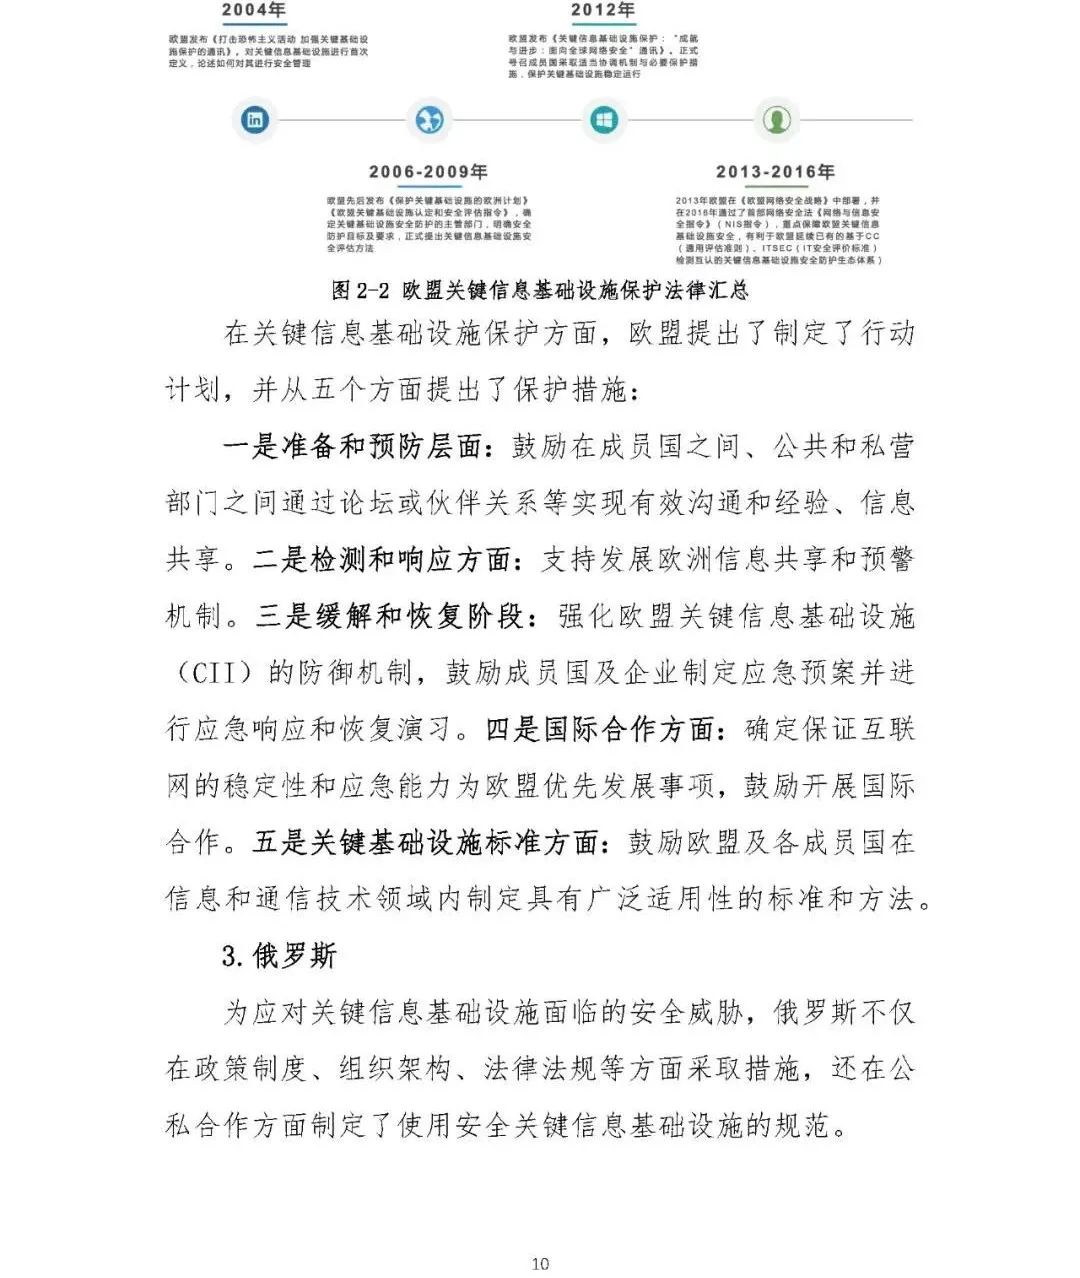 2004年
欧盟发布《打击恐怖主义活动 加强关键基础设
施保护的通讯》，对关键信息基础设施进行首次
定义，论述如何对其进行安全管理
2012年
欧盟发布《关键信息基础设施保护：“成就
与进步：面向全球网络安全”通讯》。正式
号召成员国采取适当协调机制与必要保护措
施，保护关键基础设施稳定运行
in
2006-2009年
欧盟先后发布《保护关键基础设施的欧洲计划》
《欧盟关键基础设施认定和安全评估指令》，确
定关键基础设施安全防护的主管部门，明确安全
防护目标及要求，正式提出关键信息基础设施安
全评估方法
2013-2016年
2013年欧盟在《欧盟网络安全战略》中部署，并
在2016年通过了首部网络安全法《网络与信息安
全指令》（NIS指令），重点保障欧盟关键信息
基础设施安全，有利于欧盟延续已有的基于CC
（通用评估准则）、ITSEC（IT安全评价标准）
检测互认的关键信息基础设施安全防护生态体系）
图 2-2 欧盟关键信息基础设施保护法律汇总
在关键信息基础设施保护方面，欧盟提出了制定了行动
计划，并从五个方面提出了保护措施：
一是准备和预防层面：鼓励在成员国之间、公共和私营
部门之间通过论坛或伙伴关系等实现有效沟通和经验、信息
共享。二是检测和响应方面：支持发展欧洲信息共享和预警
机制。三是缓解和恢复阶段：强化欧盟关键信息基础设施
（CII）的防御机制，鼓励成员国及企业制定应急预案并进
行应急响应和恢复演习。四是国际合作方面：确定保证互联
网的稳定性和应急能力为欧盟优先发展事项，鼓励开展国际
合作。五是关键基础设施标准方面：鼓励欧盟及各成员国在
信息和通信技术领域内制定具有广泛适用性的标准和方法。
3.俄罗斯
为应对关键信息基础设施面临的安全威胁，俄罗斯不仅
在政策制度、组织架构、法律法规等方面采取措施，还在公
私合作方面制定了使用安全关键信息基础设施的规范。
10